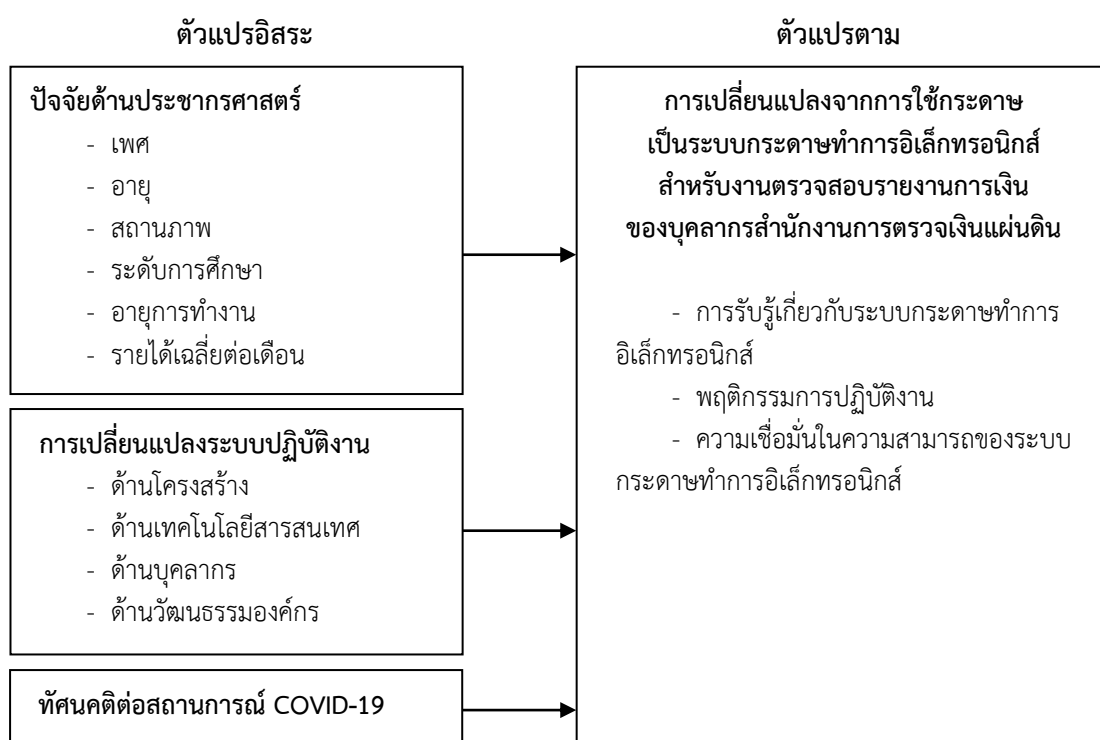 ตัวแปรอิสระ
ตัวแปรตาม
ปัจจัยด้านประชากรศาสตร์
- เพศ
- อายุ
- สถานภาพ
- ระดับการศึกษา
- อายุการทำงาน
- รายได้เฉลี่ยต่อเดือน
การเปลี่ยนแปลงระบบปฏิบัติงาน
- ด้านโครงสร้าง
- ด้านเทคโนโลยีสารสนเทศ
- ด้านบุคลากร
- ด้านวัฒนธรรมองค์กร
ทัศนคติต่อสถานการณ์ COVID-19
การเปลี่ยนแปลงจากการใช้กระดาษ
เป็นระบบกระดาษทำการอิเล็กทรอนิกส์
สำหรับงานตรวจสอบรายงานการเงิน
ของบุคลากรสำนักงานการตรวจเงินแผ่นดิน
- การรับรู้เกี่ยวกับระบบกระดาษทำการ
อิเล็กทรอนิกส์
- พฤติกรรมการปฏิบัติงาน
- ความเชื่อมั่นในความสามารถของระบบ
กระดาษทำการอิเล็กทรอนิกส์